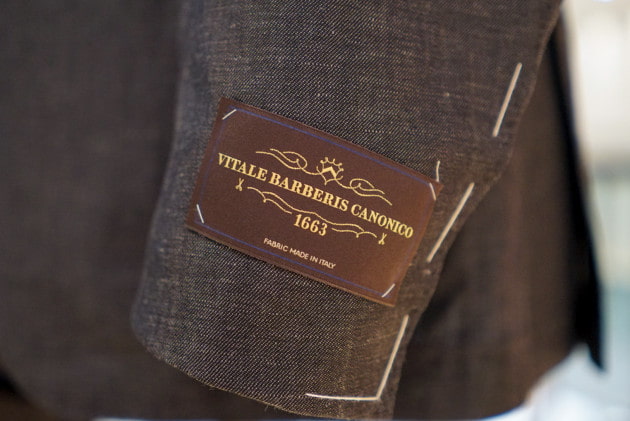 VITALE BARBERIS CANONICO
1663
FABRIC MADE IN ITALY